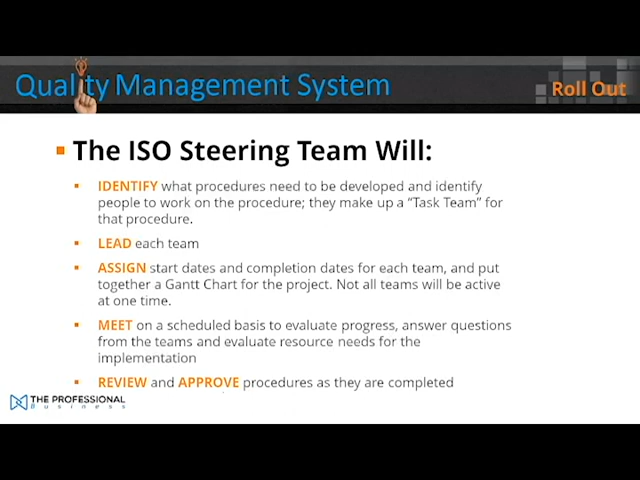 Quality Management System
Roll Out
The ISO Steering Team Will:
IDENTIFY what procedures need to be developed and identify
people to work on the procedure; they make up a “Task Team” for
that procedure.
LEAD each team
ASSIGN start dates and completion dates for each team, and put
together a Gantt Chart for the project. Not all teams will be active
at one time.
MEET on a scheduled basis to evaluate progress, answer questions
from the teams and evaluate resource needs for the
implementation
REVIEW and APPROVE procedures as they are completed
THE PROFESSIONAL
Business